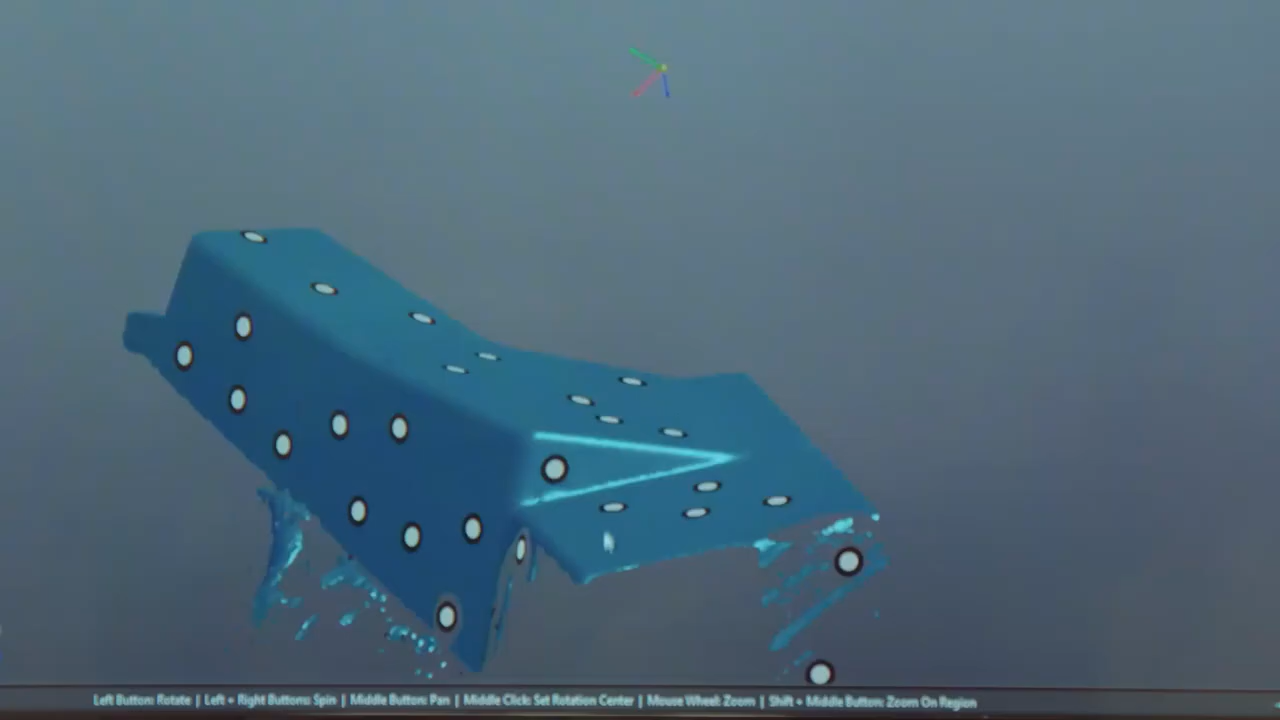 Left Button: Rotate | Left + Right Buttons: Spin | Middle Button: Pan | Middle Click: Set Rotation Center | Mouse Wheel: Zoom | Shift + Middle Button: Zoom On Region